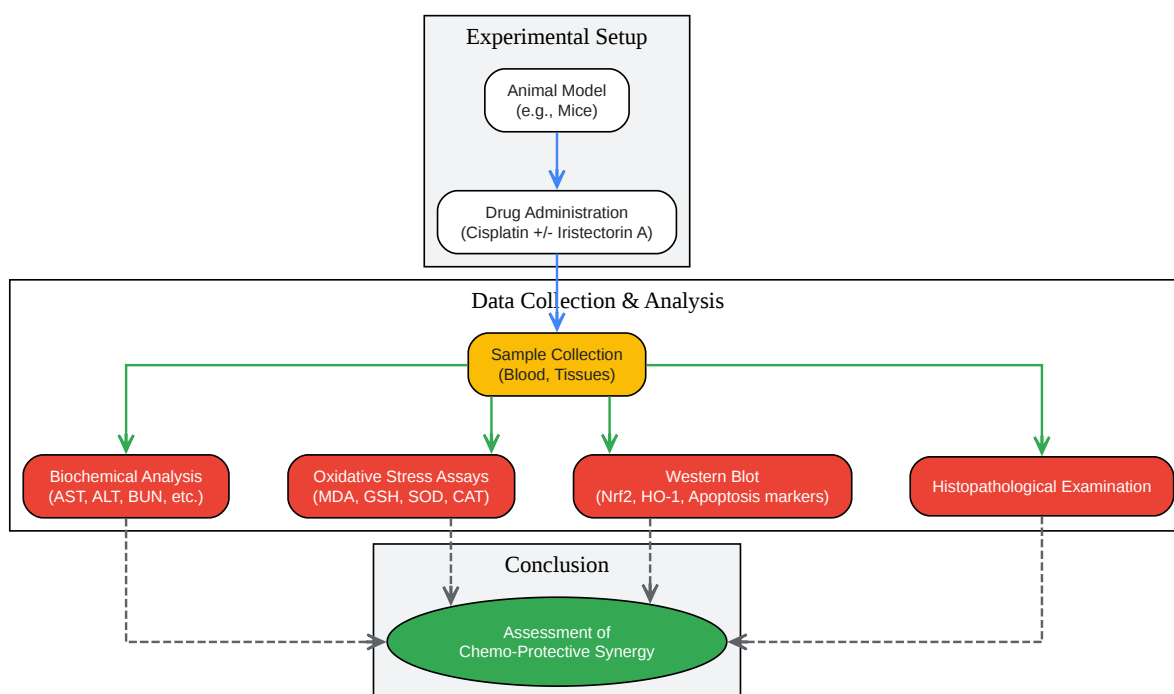 Experimental Setup
Animal Model
(e.g., Mice)
Drug Administration
(Cisplatin +/- Iristectorin A)
Data Collection & Analysis
Sample Collection
(Blood, Tissues)
Biochemical Analysis
(AST, ALT, BUN, etc.)
Oxidative Stress Assays
(MDA, GSH, SOD, CAT)
Western Blot
(Nrf2, HO-1, Apoptosis markers)
Histopathological Examination
Conclusion
Assessment of
Chemo-Protective Synergy